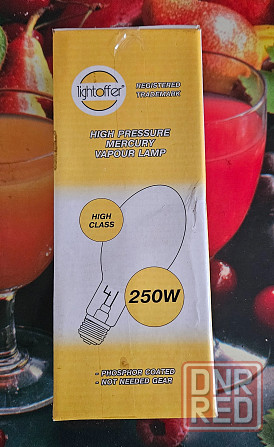 lightoffer
REGISTERED
TRADEMARK
HIGH PRESSURE
MERCURY
VAPOUR LAMP
HIGH
CLASS
250W
- PHOSPHOR COATED
- NOT NEEDED GEAR
DNR
RED